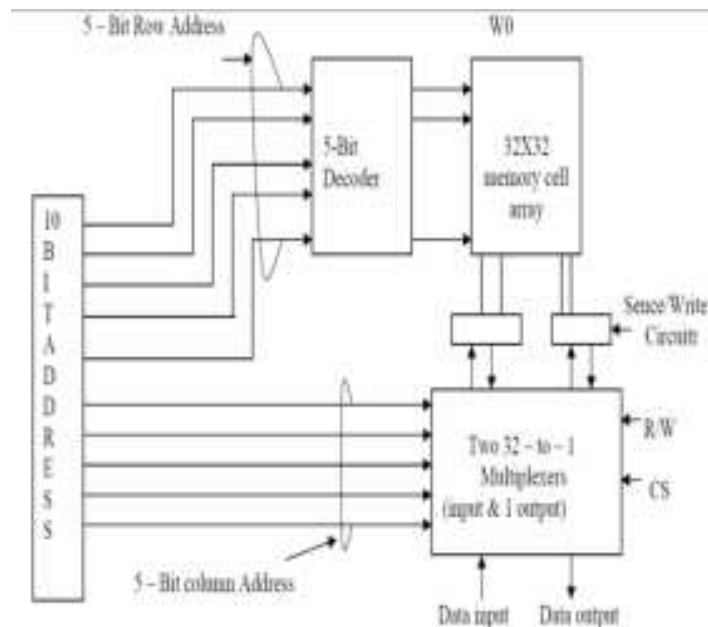 5 – Bit Row Address
W0
5-Bit
Decoder
32X32
memory cell
array
10
B
I
T
A
D
D
R
E
S
S
Sence/Write
Circuitr
Two 32 – to – 1
Multiplexers
(input & 1 output)
R/W
CS
5 – Bit column Address
Data input
Data output